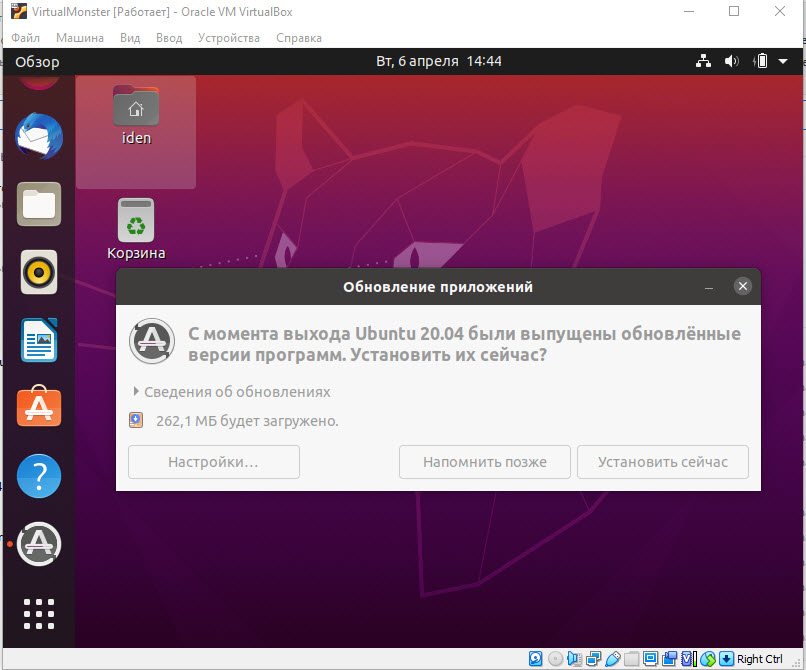 VirtualMonster [Работает] - Oracle VM VirtualBox
Файл Машина Вид Ввод Устройства Справка
Обзор Вт, 6 апреля 14:44
iden
Корзина
Обновление приложений
С момента выхода Ubuntu 20.04 были выпущены обновлённые
версии программ. Установить их сейчас?
Сведения об обновлениях
262,1 МБ будет загружено.
Настройки... Напомнить позже Установить сейчас
Right Ctrl